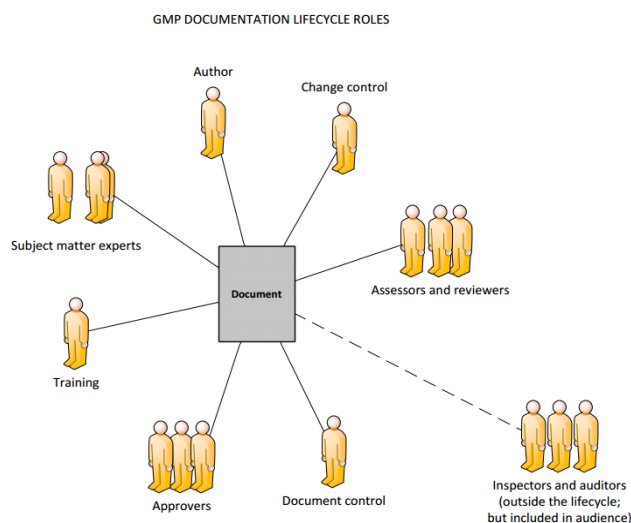 GMP DOCUMENTATION LIFECYCLE ROLES
Author
Change control
Subject matter experts
Assessors and reviewers
Document
Training
Approvers
Document control
Inspectors and auditors
(outside the lifecycle;
but included in audience)